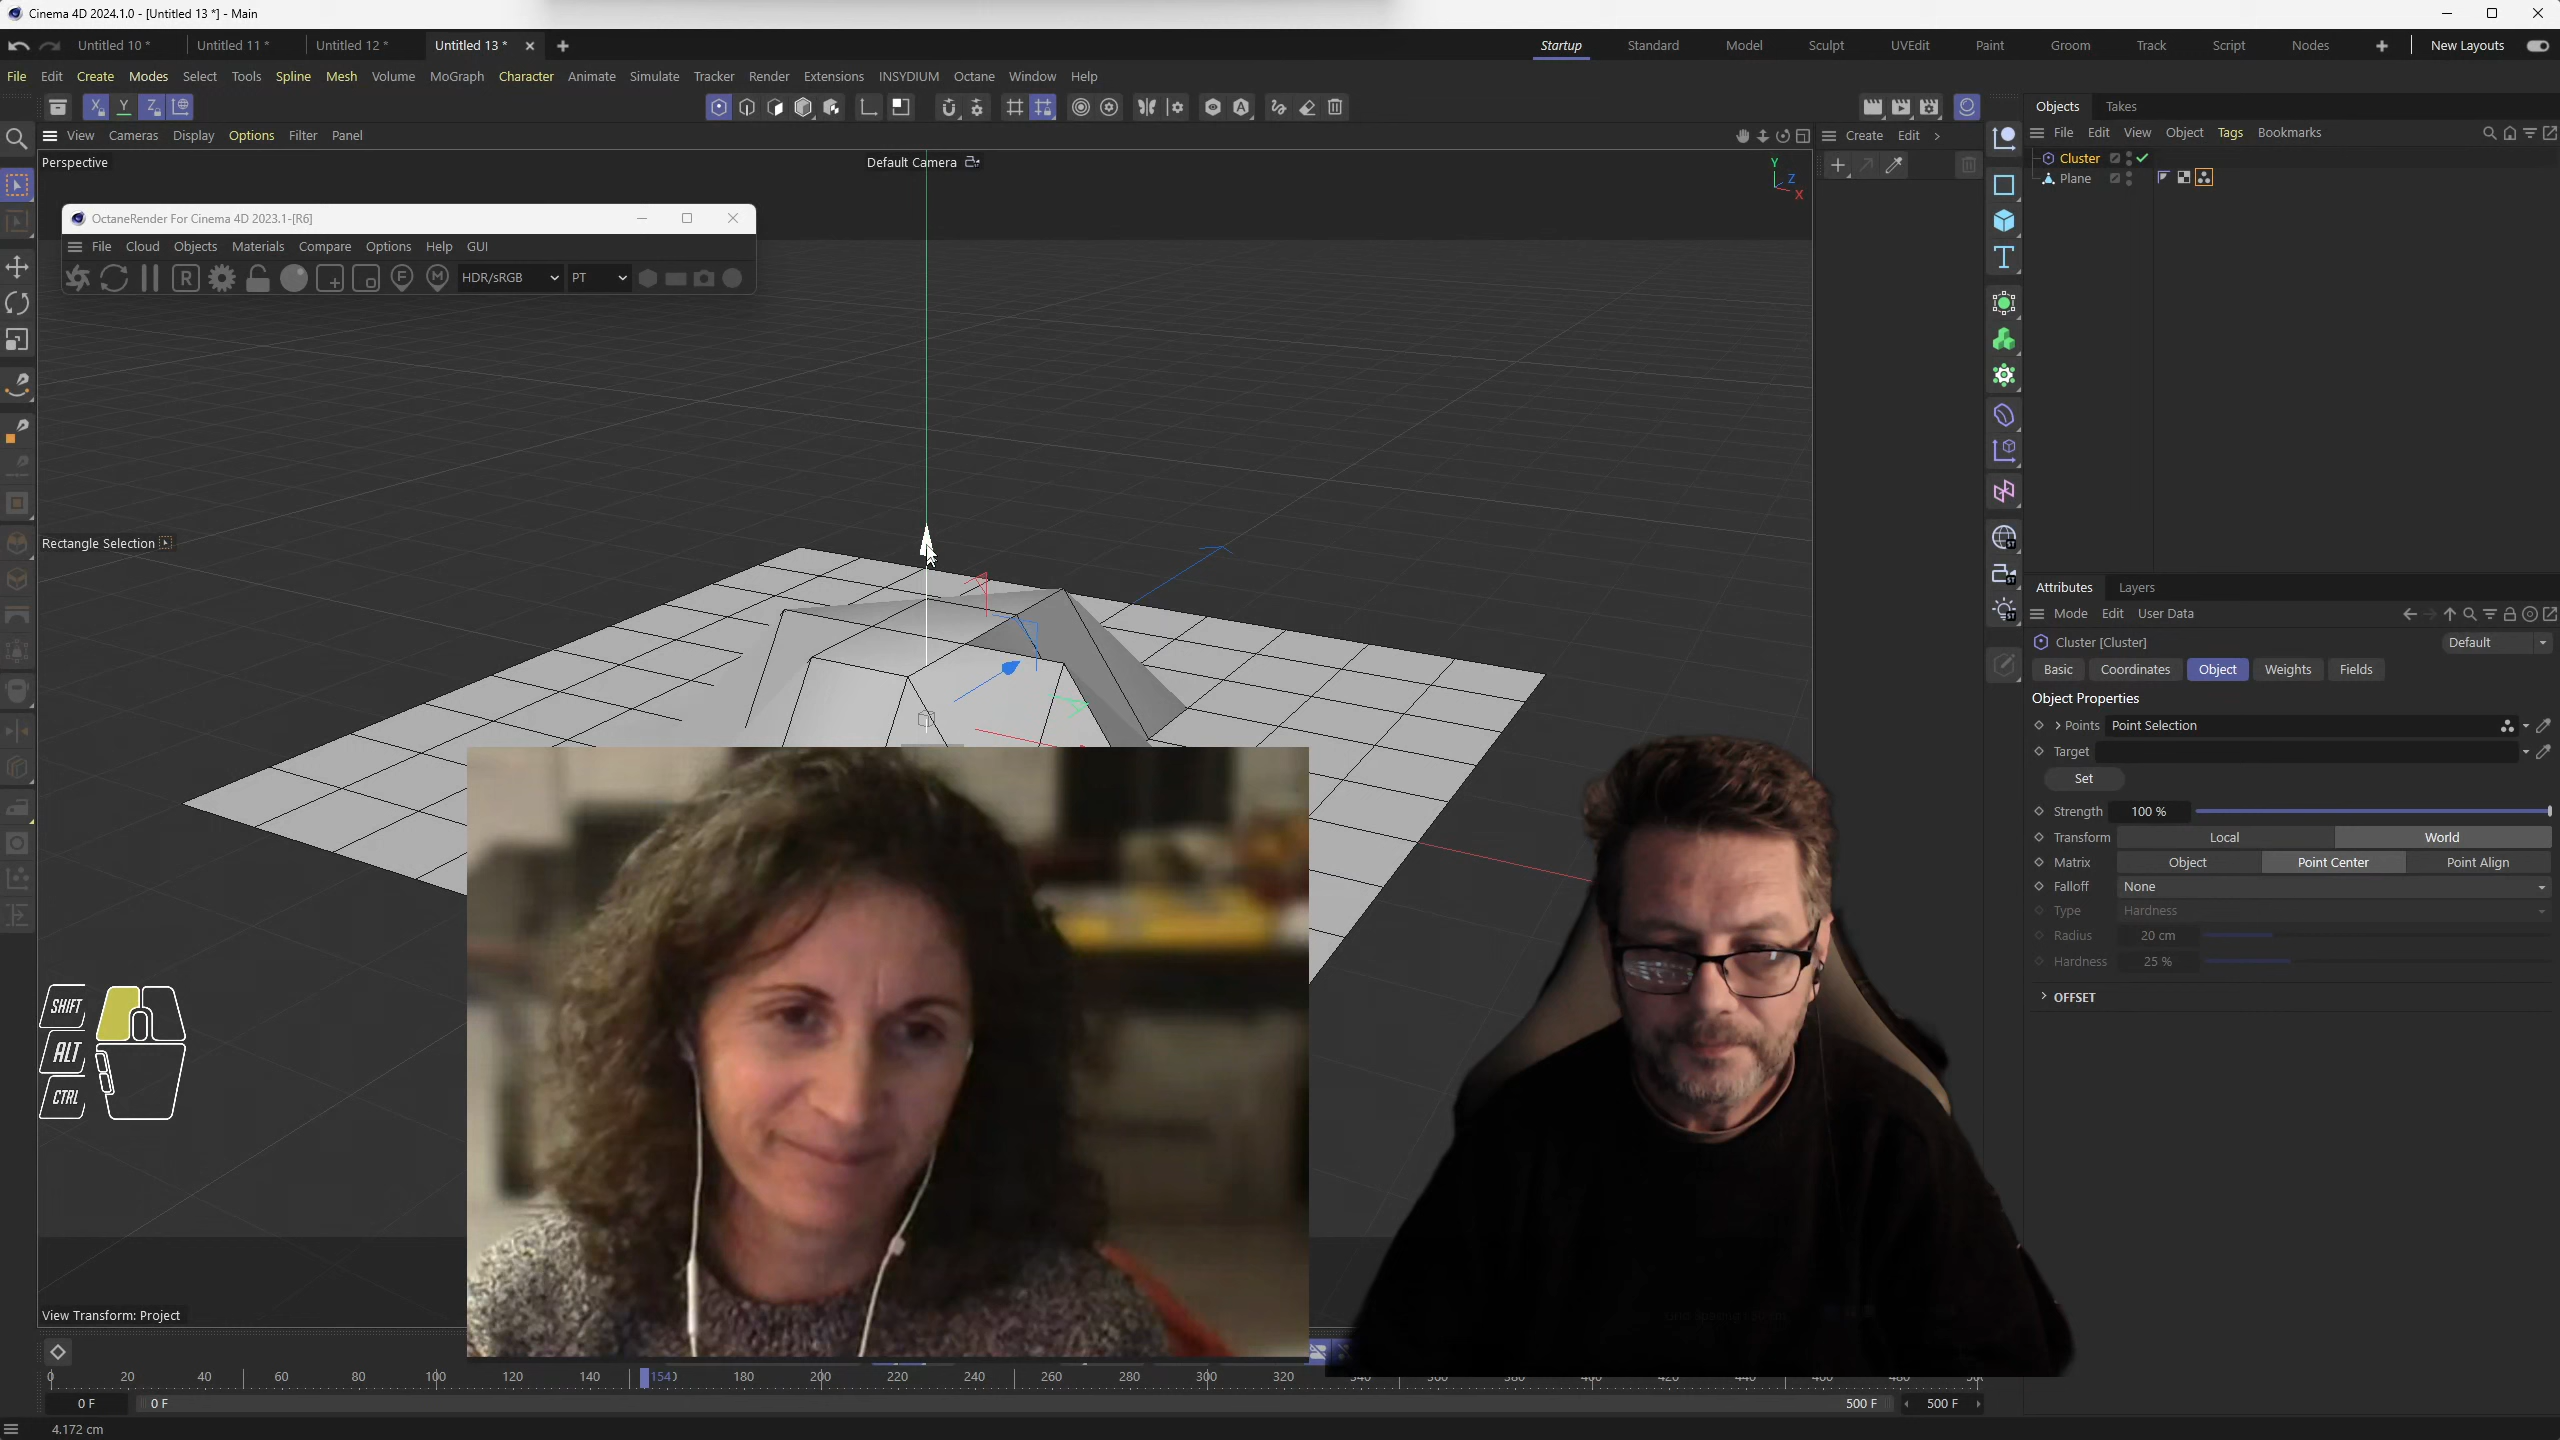 Cinema 4D 2024.1.0 - [Untitled 13 *] - Main
Untitled 10 * Untitled 11 * Untitled 12 * Untitled 13 * Startup Standard Model Sculpt UVEdit Paint Groom Track Script Nodes New Layouts
File Edit Create Modes Select Tools Spline Mesh Volume MoGraph Character Animate Simulate Tracker Render Extensions INSYDIUM Octane Window Help
X Y Z
View Cameras Display Options Filter Panel
Create Edit
Perspective
Default Camera
Y
Z
X
OctaneRender For Cinema 4D 2023.1-[R6]
File Cloud Objects Materials Compare Options Help GUI
R F M HDR/sRGB PT
Rectangle Selection
SHIFT
ALT
CTRL
View Transform: Project
Objects Takes
File Edit View Object Tags Bookmarks
Cluster
Plane
Attributes Layers
Mode Edit User Data
Cluster [Cluster] Default
Basic Coordinates Object Weights Fields
Object Properties
Points Point Selection
Target
Set
Strength 100 %
Transform Local World
Matrix Object Point Center Point Align
Falloff None
Type Hardness
Radius 20 cm
Hardness 25 %
OFFSET
0 20 40 60 80 100 120 140 154 180 200 220 240 260 280 300 320
0 F 0 F 500 F 500 F
4.172 cm